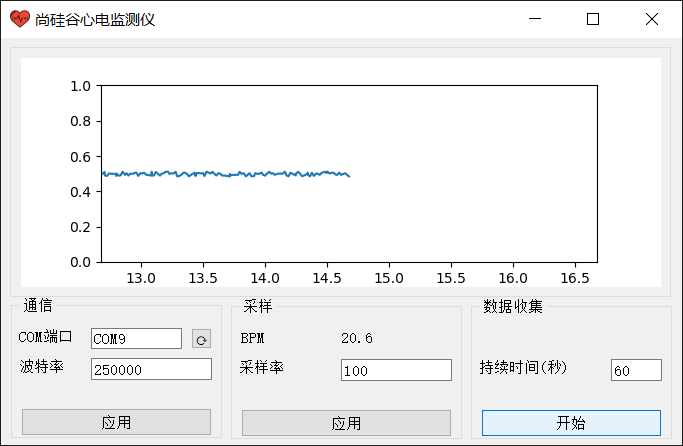 尚硅谷心电监测仪
1.0
0.8
0.6
0.4
0.2
0.0
13.0 13.5 14.0 14.5 15.0 15.5 16.0 16.5
通信
COM端口 COM9
波特率 250000
应用
采样
BPM 20.6
采样率 100
应用
数据收集
持续时间(秒) 60
开始